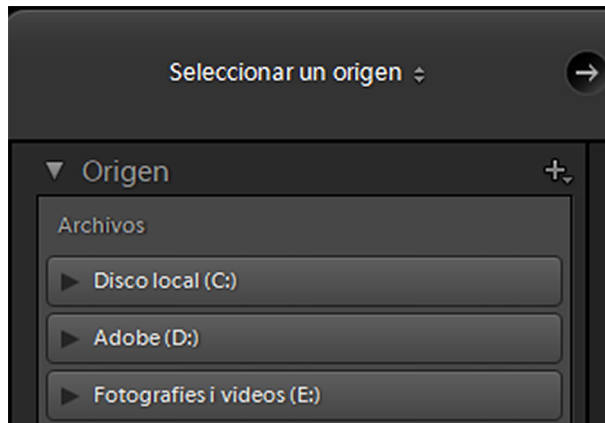 Seleccionar un origen
Origen
Archivos
Disco local (C:)
Adobe (D:)
Fotografies i videos (E:)